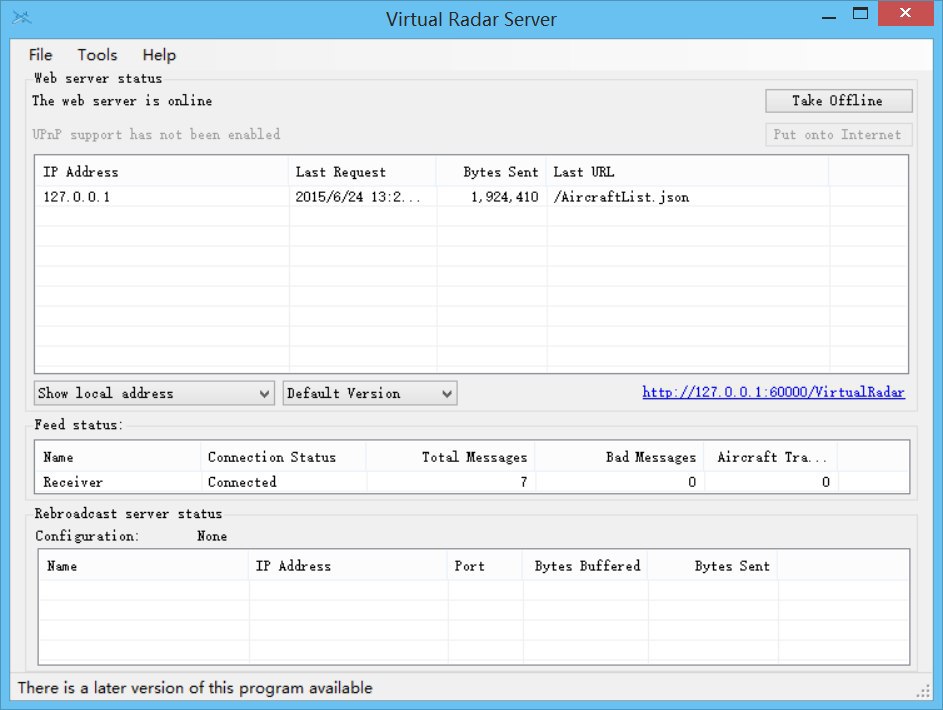 Virtual Radar Server
File Tools Help
Web server status
The web server is online
Take Offline
UPnP support has not been enabled
Put onto Internet
IP Address Last Request Bytes Sent Last URL
127.0.0.1 2015/6/24 13:2... 1,924,410 /AircraftList.json
Show local address Default Version http://127.0.0.1:60000/VirtualRadar
Feed status:
Name Connection Status Total Messages Bad Messages Aircraft Tra...
Receiver Connected 7 0 0
Rebroadcast server status
Configuration: None
Name IP Address Port Bytes Buffered Bytes Sent
There is a later version of this program available